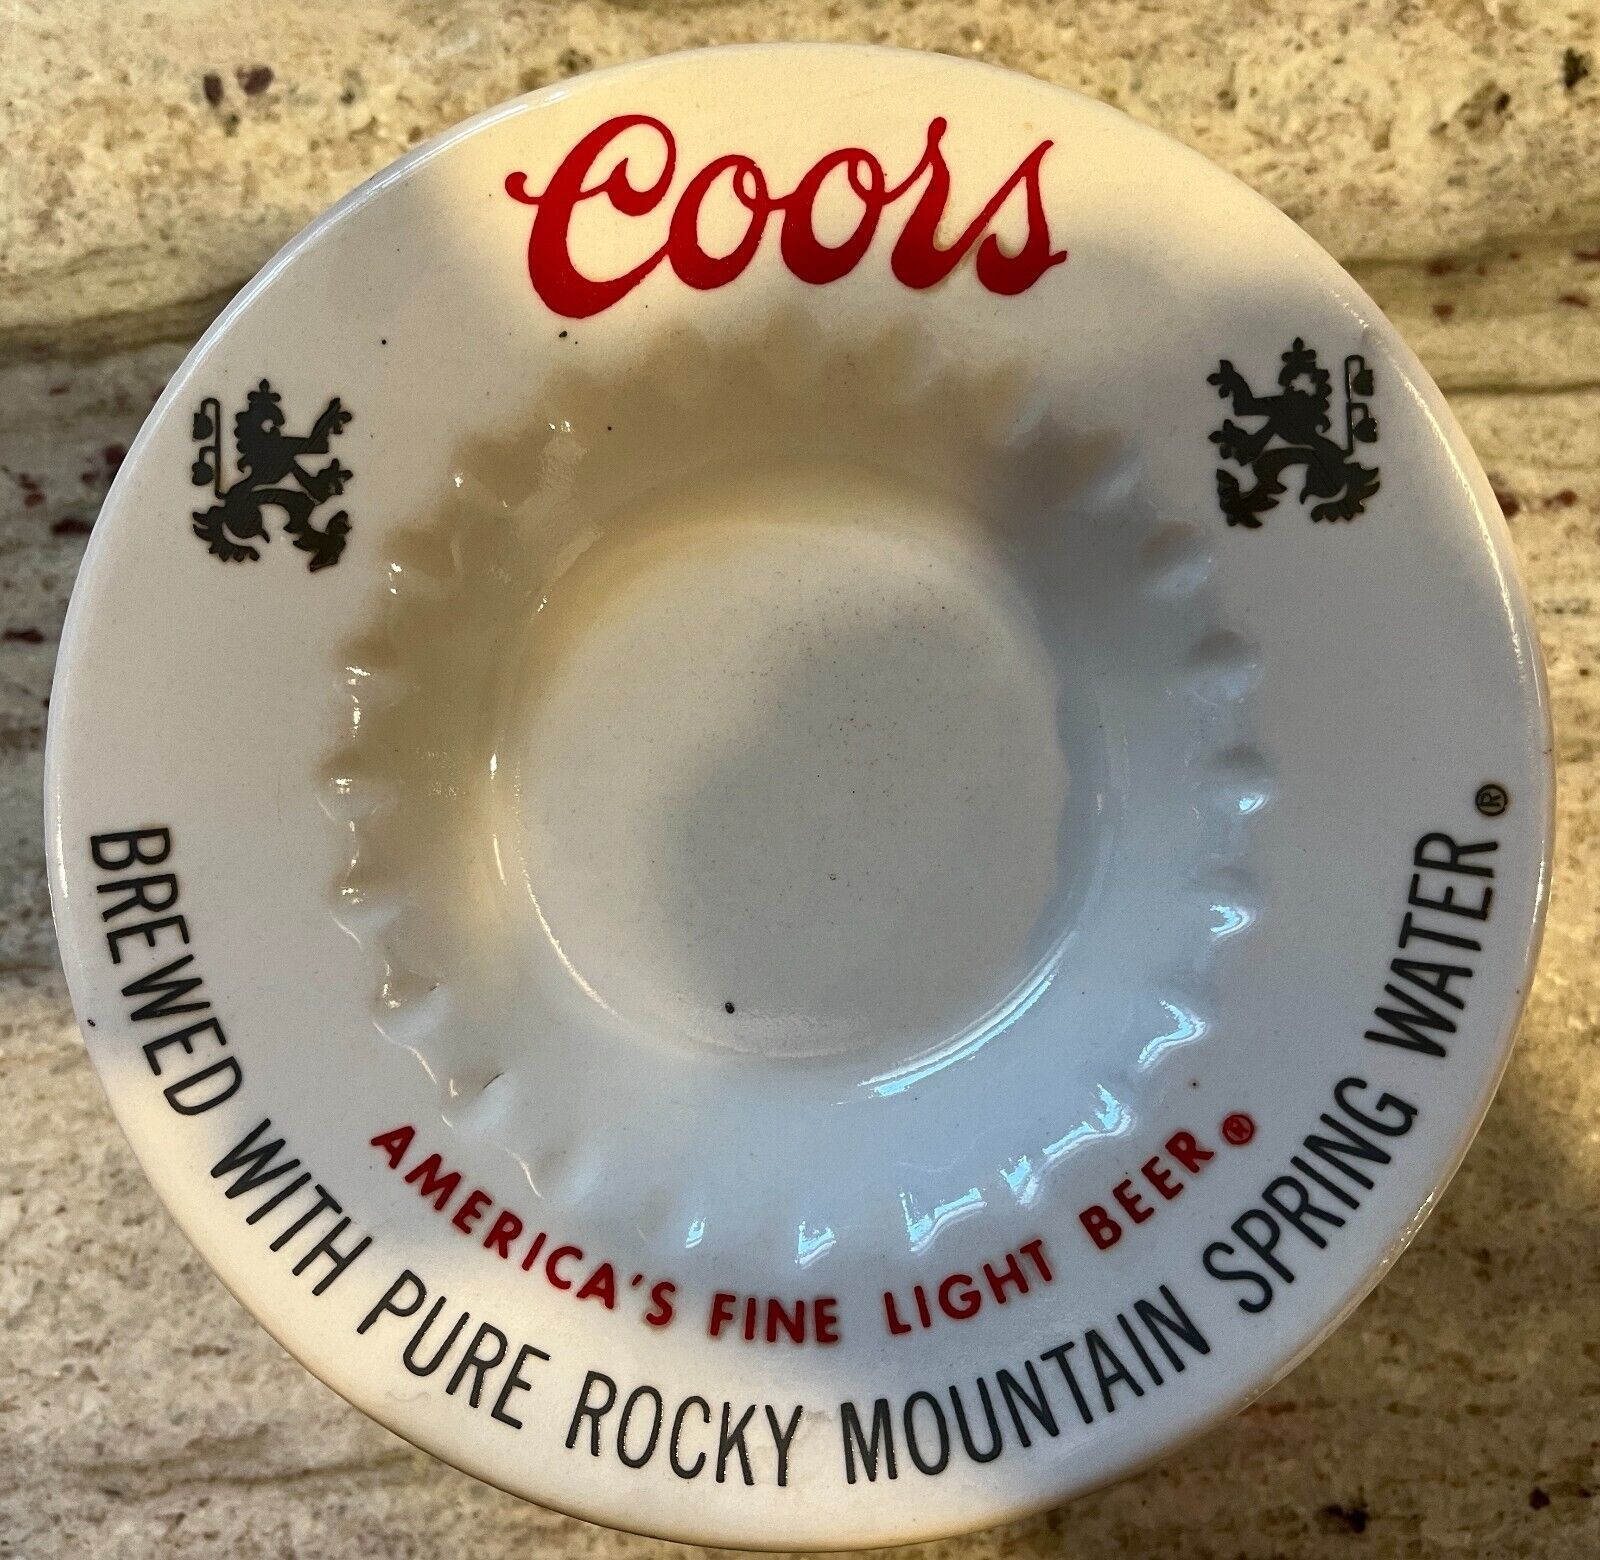 Coors
AMERICA'S FINE LIGHT BEER®
BREWED WITH PURE ROCKY MOUNTAIN SPRING WATER®